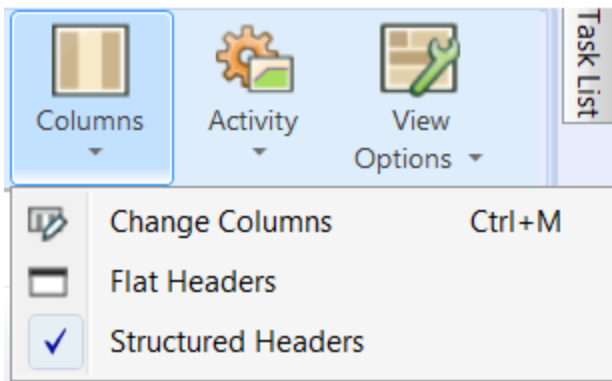 Columns
Activity
View
Options
Task List
Change Columns Ctrl+M
Flat Headers
Structured Headers